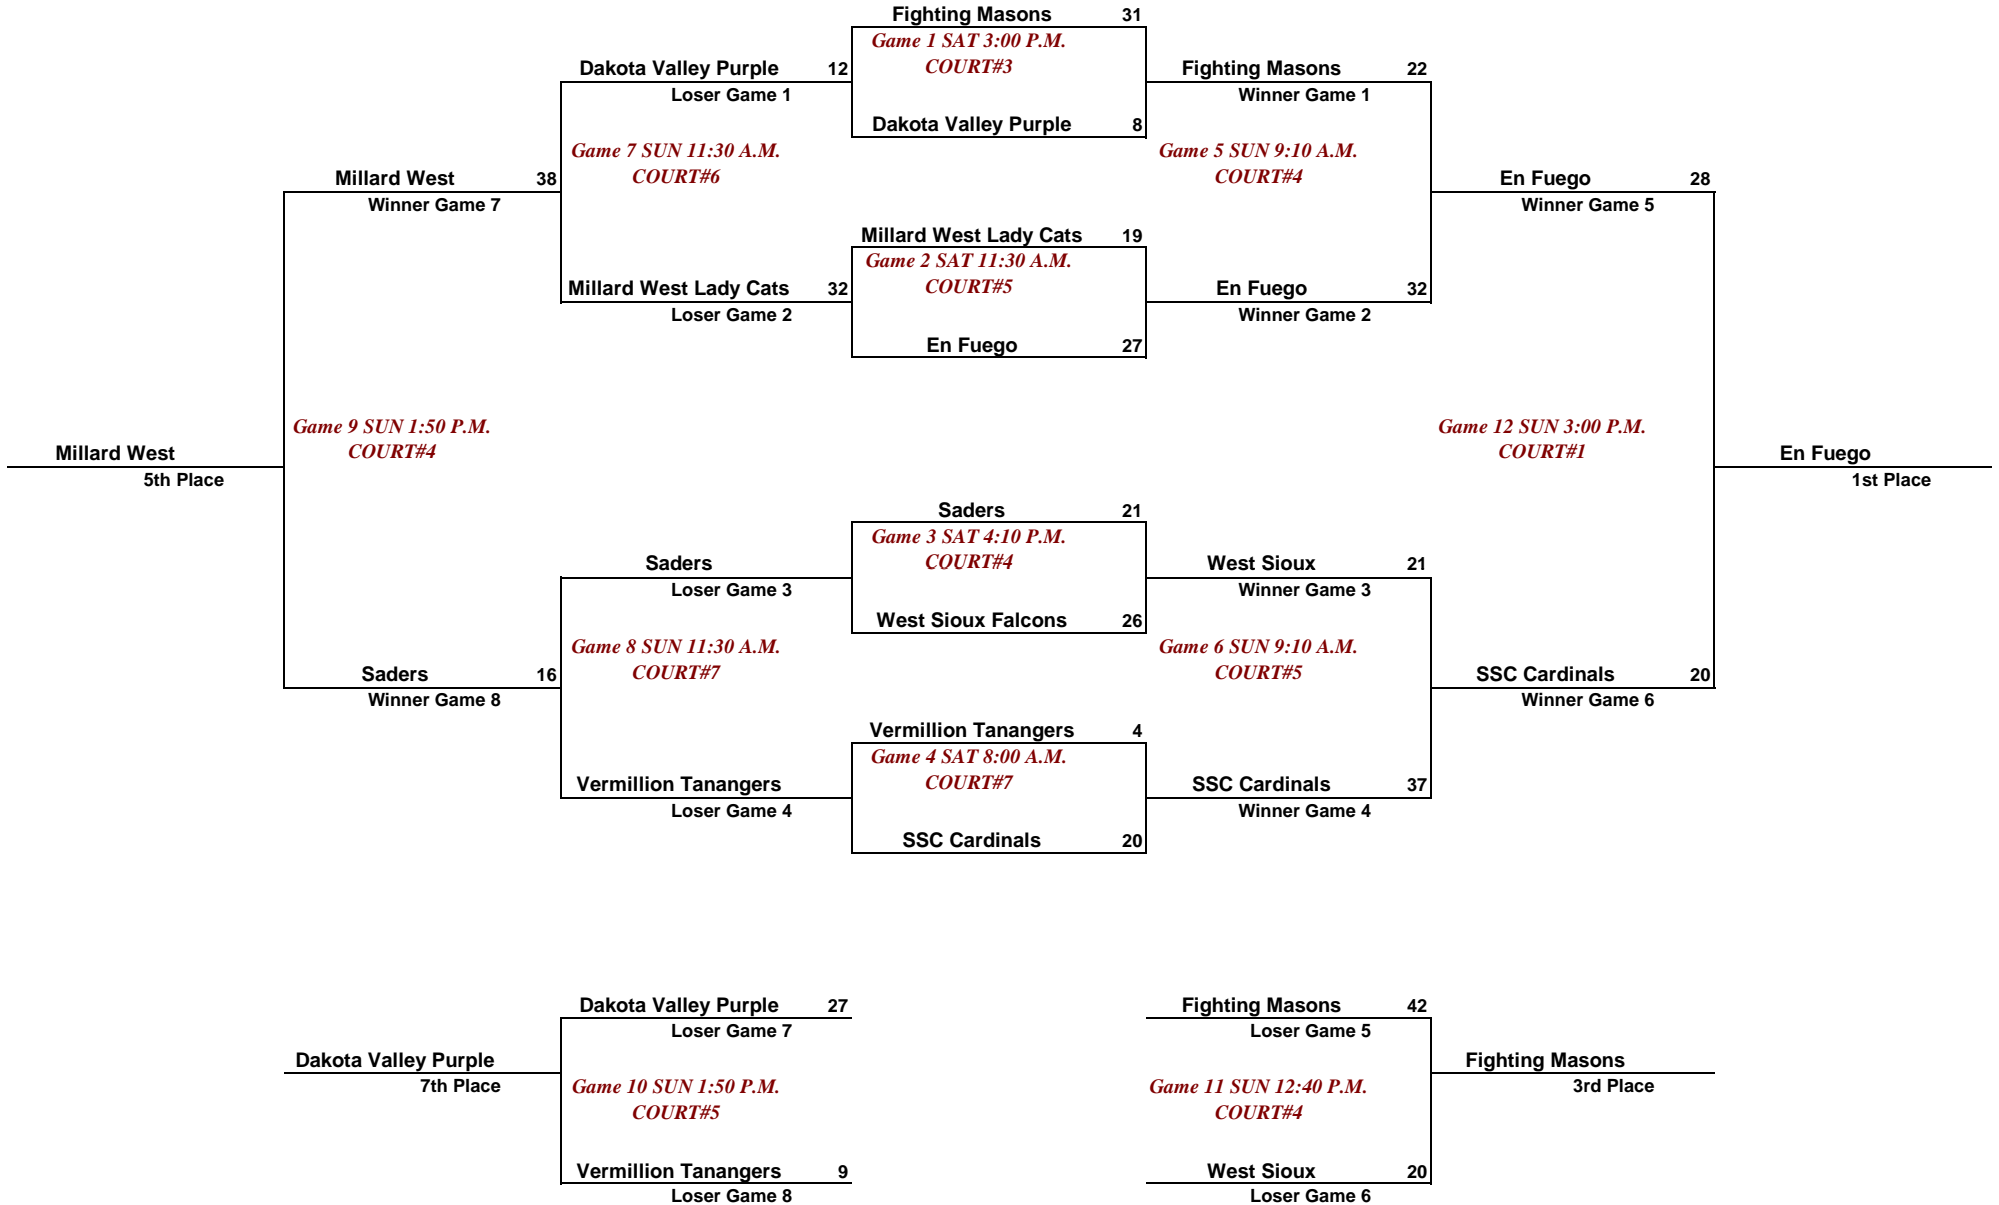 Fighting Masons 31
Game 1 SAT 3:00 P.M.
COURT#3
Dakota Valley Purple 12
Loser Game 1
Fighting Masons 22
Winner Game 1
Dakota Valley Purple 8
Game 7 SUN 11:30 A.M.
COURT#6
Game 5 SUN 9:10 A.M.
COURT#4
Millard West 38
Winner Game 7
En Fuego 28
Winner Game 5
Millard West Lady Cats 19
Game 2 SAT 11:30 A.M.
COURT#5
Millard West Lady Cats 32
Loser Game 2
En Fuego 32
Winner Game 2
En Fuego 27
Game 9 SUN 1:50 P.M.
COURT#4
Game 12 SUN 3:00 P.M.
COURT#1
Millard West
5th Place
En Fuego
1st Place
Saders 21
Game 3 SAT 4:10 P.M.
COURT#4
Saders
Loser Game 3
West Sioux 21
Winner Game 3
West Sioux Falcons 26
Game 8 SUN 11:30 A.M.
COURT#7
Game 6 SUN 9:10 A.M.
COURT#5
Saders 16
Winner Game 8
SSC Cardinals 20
Winner Game 6
Vermillion Tanangers 4
Game 4 SAT 8:00 A.M.
COURT#7
Vermillion Tanangers
Loser Game 4
SSC Cardinals 37
Winner Game 4
SSC Cardinals 20
Dakota Valley Purple 27
Loser Game 7
Fighting Masons 42
Loser Game 5
Dakota Valley Purple
7th Place
Fighting Masons
3rd Place
Game 10 SUN 1:50 P.M.
COURT#5
Game 11 SUN 12:40 P.M.
COURT#4
Vermillion Tanangers 9
Loser Game 8
West Sioux 20
Loser Game 6